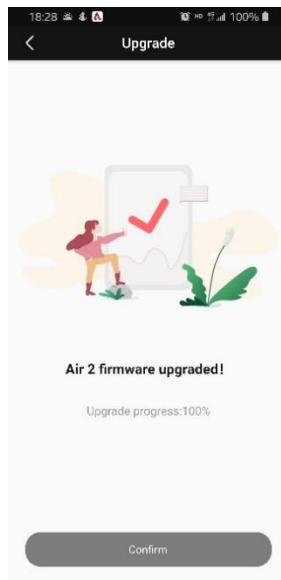 18:28 100%
Upgrade
Air 2 firmware upgraded!
Upgrade progress:100%
Confirm